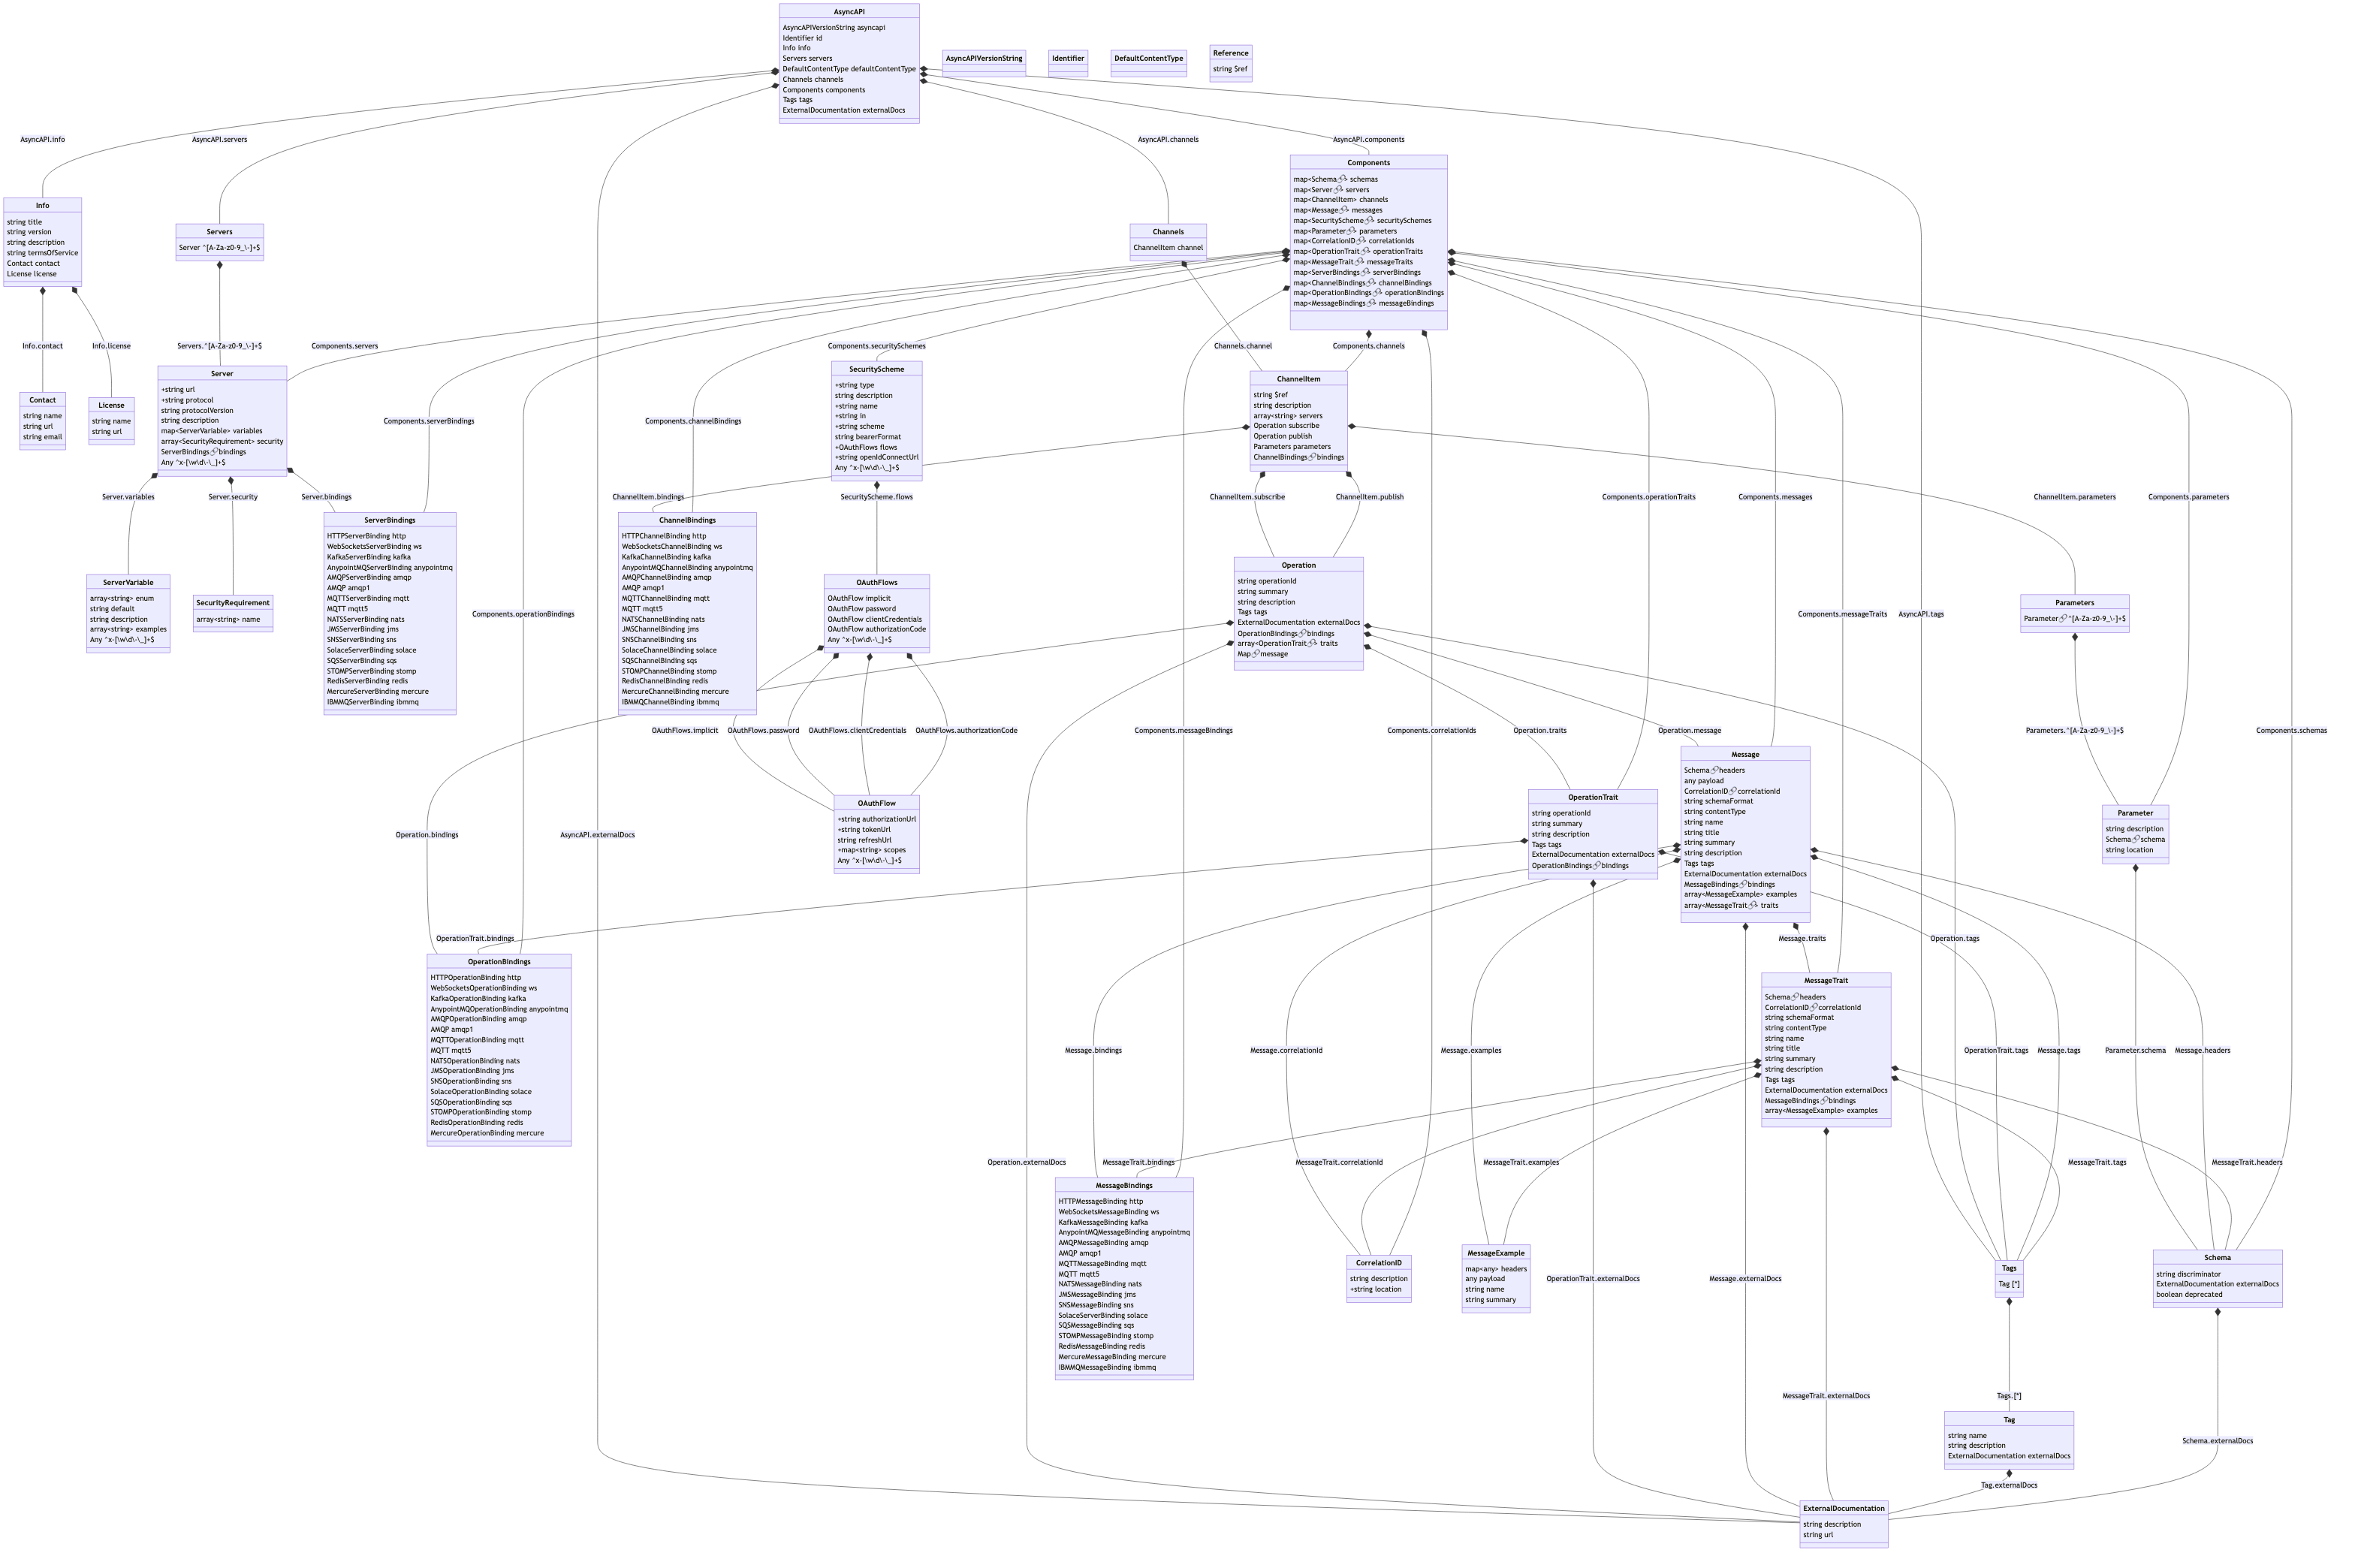 AsyncAPI
AsyncAPIVersionString asyncapi
Identifier id
Info info
Servers servers
DefaultContentType defaultContentType
Channels channels
Components components
Tags tags
ExternalDocumentation externalDocs
AsyncAPIVersionString
Identifier
DefaultContentType
Reference
string $ref
AsyncAPI.info
AsyncAPI.servers
AsyncAPI.channels
AsyncAPI.components
Info
string title
string version
string description
string termsOfService
Contact contact
License license
Servers
Server ^[A-Za-z0-9_\-]+$
Channels
ChannelItem channel
Components
map<Schema🔗> schemas
map<Server🔗> servers
map<ChannelItem> channels
map<Message🔗> messages
map<SecurityScheme🔗> securitySchemes
map<Parameter🔗> parameters
map<CorrelationID🔗> correlationIds
map<OperationTrait🔗> operationTraits
map<MessageTrait🔗> messageTraits
map<ServerBindings🔗> serverBindings
map<ChannelBindings🔗> channelBindings
map<OperationBindings🔗> operationBindings
map<MessageBindings🔗> messageBindings
Info.contact
Info.license
Servers.^[A-Za-z0-9_\-]+$
Components.servers
Components.securitySchemes
Channels.channel
Components.channels
Contact
string name
string url
string email
License
string name
string url
Server
+string url
+string protocol
string protocolVersion
string description
map<ServerVariable> variables
array<SecurityRequirement> security
ServerBindings🔗bindings
Any ^x-[\w\d\-\_]+$
Components.serverBindings
Components.channelBindings
SecurityScheme
+string type
string description
+string name
+string in
+string scheme
string bearerFormat
+OAuthFlows flows
+string openIdConnectUrl
Any ^x-[\w\d\-\_]+$
ChannelItem
string $ref
string description
array<string> servers
Operation subscribe
Operation publish
Parameters parameters
ChannelBindings🔗bindings
Server.variables
Server.security
Server.bindings
ChannelItem.bindings
SecurityScheme.flows
ChannelItem.subscribe
ChannelItem.publish
Components.operationTraits
Components.messages
ChannelItem.parameters
Components.parameters
ServerVariable
array<string> enum
string default
string description
array<string> examples
Any ^x-[\w\d\-\_]+$
SecurityRequirement
array<string> name
ServerBindings
HTTPServerBinding http
WebSocketsServerBinding ws
KafkaServerBinding kafka
AnypointMQServerBinding anypointmq
AMQPServerBinding amqp
AMQP amqp1
MQTTServerBinding mqtt
MQTT mqtt5
NATSServerBinding nats
JMSServerBinding jms
SNSServerBinding sns
SolaceServerBinding solace
SQSServerBinding sqs
STOMPServerBinding stomp
RedisServerBinding redis
MercureServerBinding mercure
IBMMQServerBinding ibmmq
Components.operationBindings
ChannelBindings
HTTPChannelBinding http
WebSocketsChannelBinding ws
KafkaChannelBinding kafka
AnypointMQChannelBinding anypointmq
AMQPChannelBinding amqp
AMQP amqp1
MQTTChannelBinding mqtt
MQTT mqtt5
NATSChannelBinding nats
JMSChannelBinding jms
SNSChannelBinding sns
SolaceChannelBinding solace
SQSChannelBinding sqs
STOMPChannelBinding stomp
RedisChannelBinding redis
MercureChannelBinding mercure
IBMMQChannelBinding ibmmq
OAuthFlows
OAuthFlow implicit
OAuthFlow password
OAuthFlow clientCredentials
OAuthFlow authorizationCode
Any ^x-[\w\d\-\_]+$
Operation
string operationId
string summary
string description
Tags tags
ExternalDocumentation externalDocs
OperationBindings🔗bindings
array<OperationTrait🔗> traits
Map🔗message
Components.messageTraits
AsyncAPI.tags
Parameters
Parameter🔗^[A-Za-z0-9_\-]+$
OAuthFlows.implicit
OAuthFlows.password
OAuthFlows.clientCredentials
OAuthFlows.authorizationCode
Components.messageBindings
Components.correlationIds
Operation.traits
Operation.message
Parameters.^[A-Za-z0-9_\-]+$
Components.schemas
Operation.bindings
AsyncAPI.externalDocs
OAuthFlow
+string authorizationUrl
+string tokenUrl
string refreshUrl
+map<string> scopes
Any ^x-[\w\d\-\_]+$
OperationTrait
string operationId
string summary
string description
Tags tags
ExternalDocumentation externalDocs
OperationBindings🔗bindings
Message
Schema🔗headers
any payload
CorrelationID🔗correlationId
string schemaFormat
string contentType
string name
string title
string summary
string description
Tags tags
ExternalDocumentation externalDocs
MessageBindings🔗bindings
array<MessageExample> examples
array<MessageTrait🔗> traits
Parameter
string description
Schema🔗schema
string location
OperationTrait.bindings
Message.traits
Operation.tags
OperationBindings
HTTPOperationBinding http
WebSocketsOperationBinding ws
KafkaOperationBinding kafka
AnypointMQOperationBinding anypointmq
AMQPOperationBinding amqp
AMQP amqp1
MQTTOperationBinding mqtt
MQTT mqtt5
NATSOperationBinding nats
JMSOperationBinding jms
SNSOperationBinding sns
SolaceOperationBinding solace
SQSOperationBinding sqs
STOMPOperationBinding stomp
RedisOperationBinding redis
MercureOperationBinding mercure
Message.bindings
Message.correlationId
Message.examples
MessageTrait
Schema🔗headers
CorrelationID🔗correlationId
string schemaFormat
string contentType
string name
string title
string summary
string description
Tags tags
ExternalDocumentation externalDocs
MessageBindings🔗bindings
array<MessageExample> examples
OperationTrait.tags
Message.tags
Parameter.schema
Message.headers
Operation.externalDocs
MessageTrait.bindings
MessageTrait.correlationId
MessageTrait.examples
MessageTrait.tags
MessageTrait.headers
MessageBindings
HTTPMessageBinding http
WebSocketsMessageBinding ws
KafkaMessageBinding kafka
AnypointMQMessageBinding anypointmq
AMQPMessageBinding amqp
AMQP amqp1
MQTTMessageBinding mqtt
MQTT mqtt5
NATSMessageBinding nats
JMSMessageBinding jms
SNSMessageBinding sns
SolaceServerBinding solace
SQSMessageBinding sqs
STOMPMessageBinding stomp
RedisMessageBinding redis
MercureMessageBinding mercure
IBMMQMessageBinding ibmmq
CorrelationID
string description
+string location
MessageExample
map<any> headers
any payload
string name
string summary
OperationTrait.externalDocs
Message.externalDocs
Tags
Tag [*]
Schema
string discriminator
ExternalDocumentation externalDocs
boolean deprecated
MessageTrait.externalDocs
Tags.[*]
Tag
string name
string description
ExternalDocumentation externalDocs
Schema.externalDocs
Tag.externalDocs
ExternalDocumentation
string description
string url